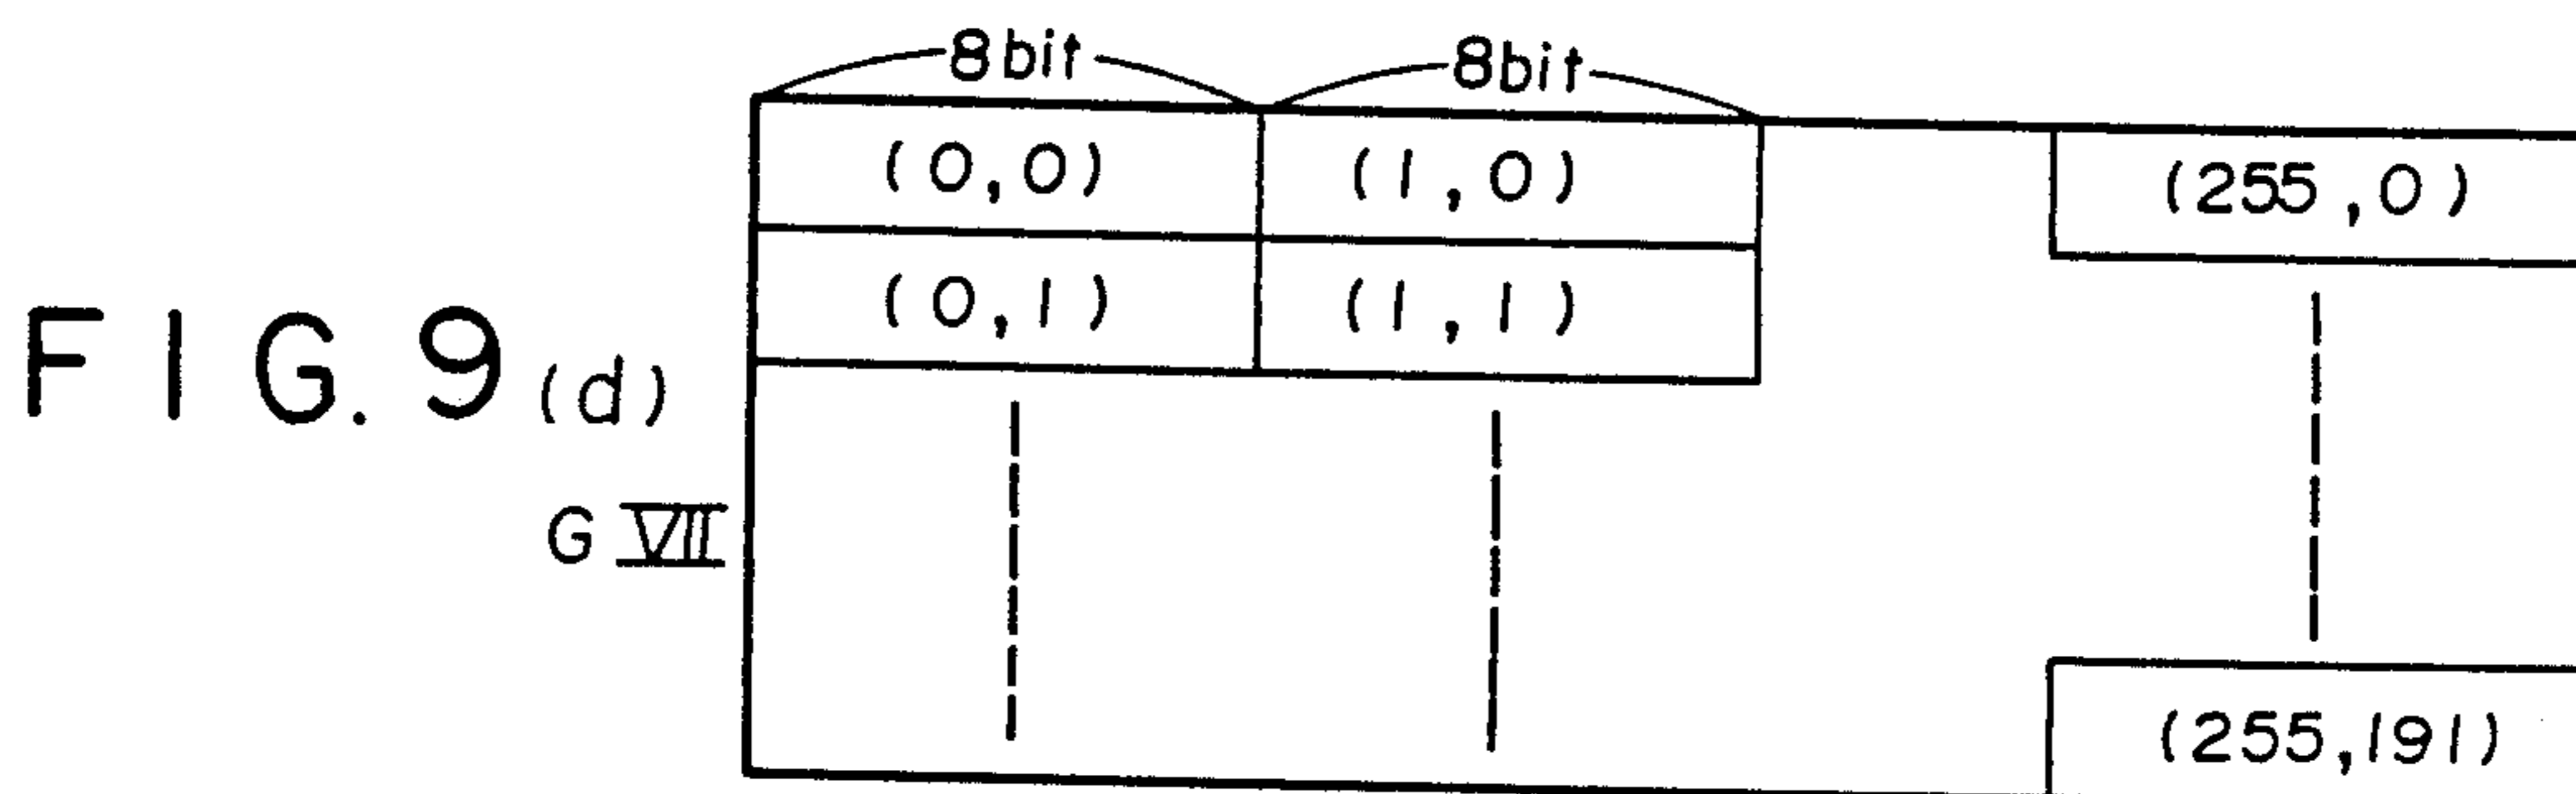 8bit 8bit
(0,0) (1,0) (255,0)
(0,1) (1,1)
FIG. 9 (d)
G VII
(255,191)